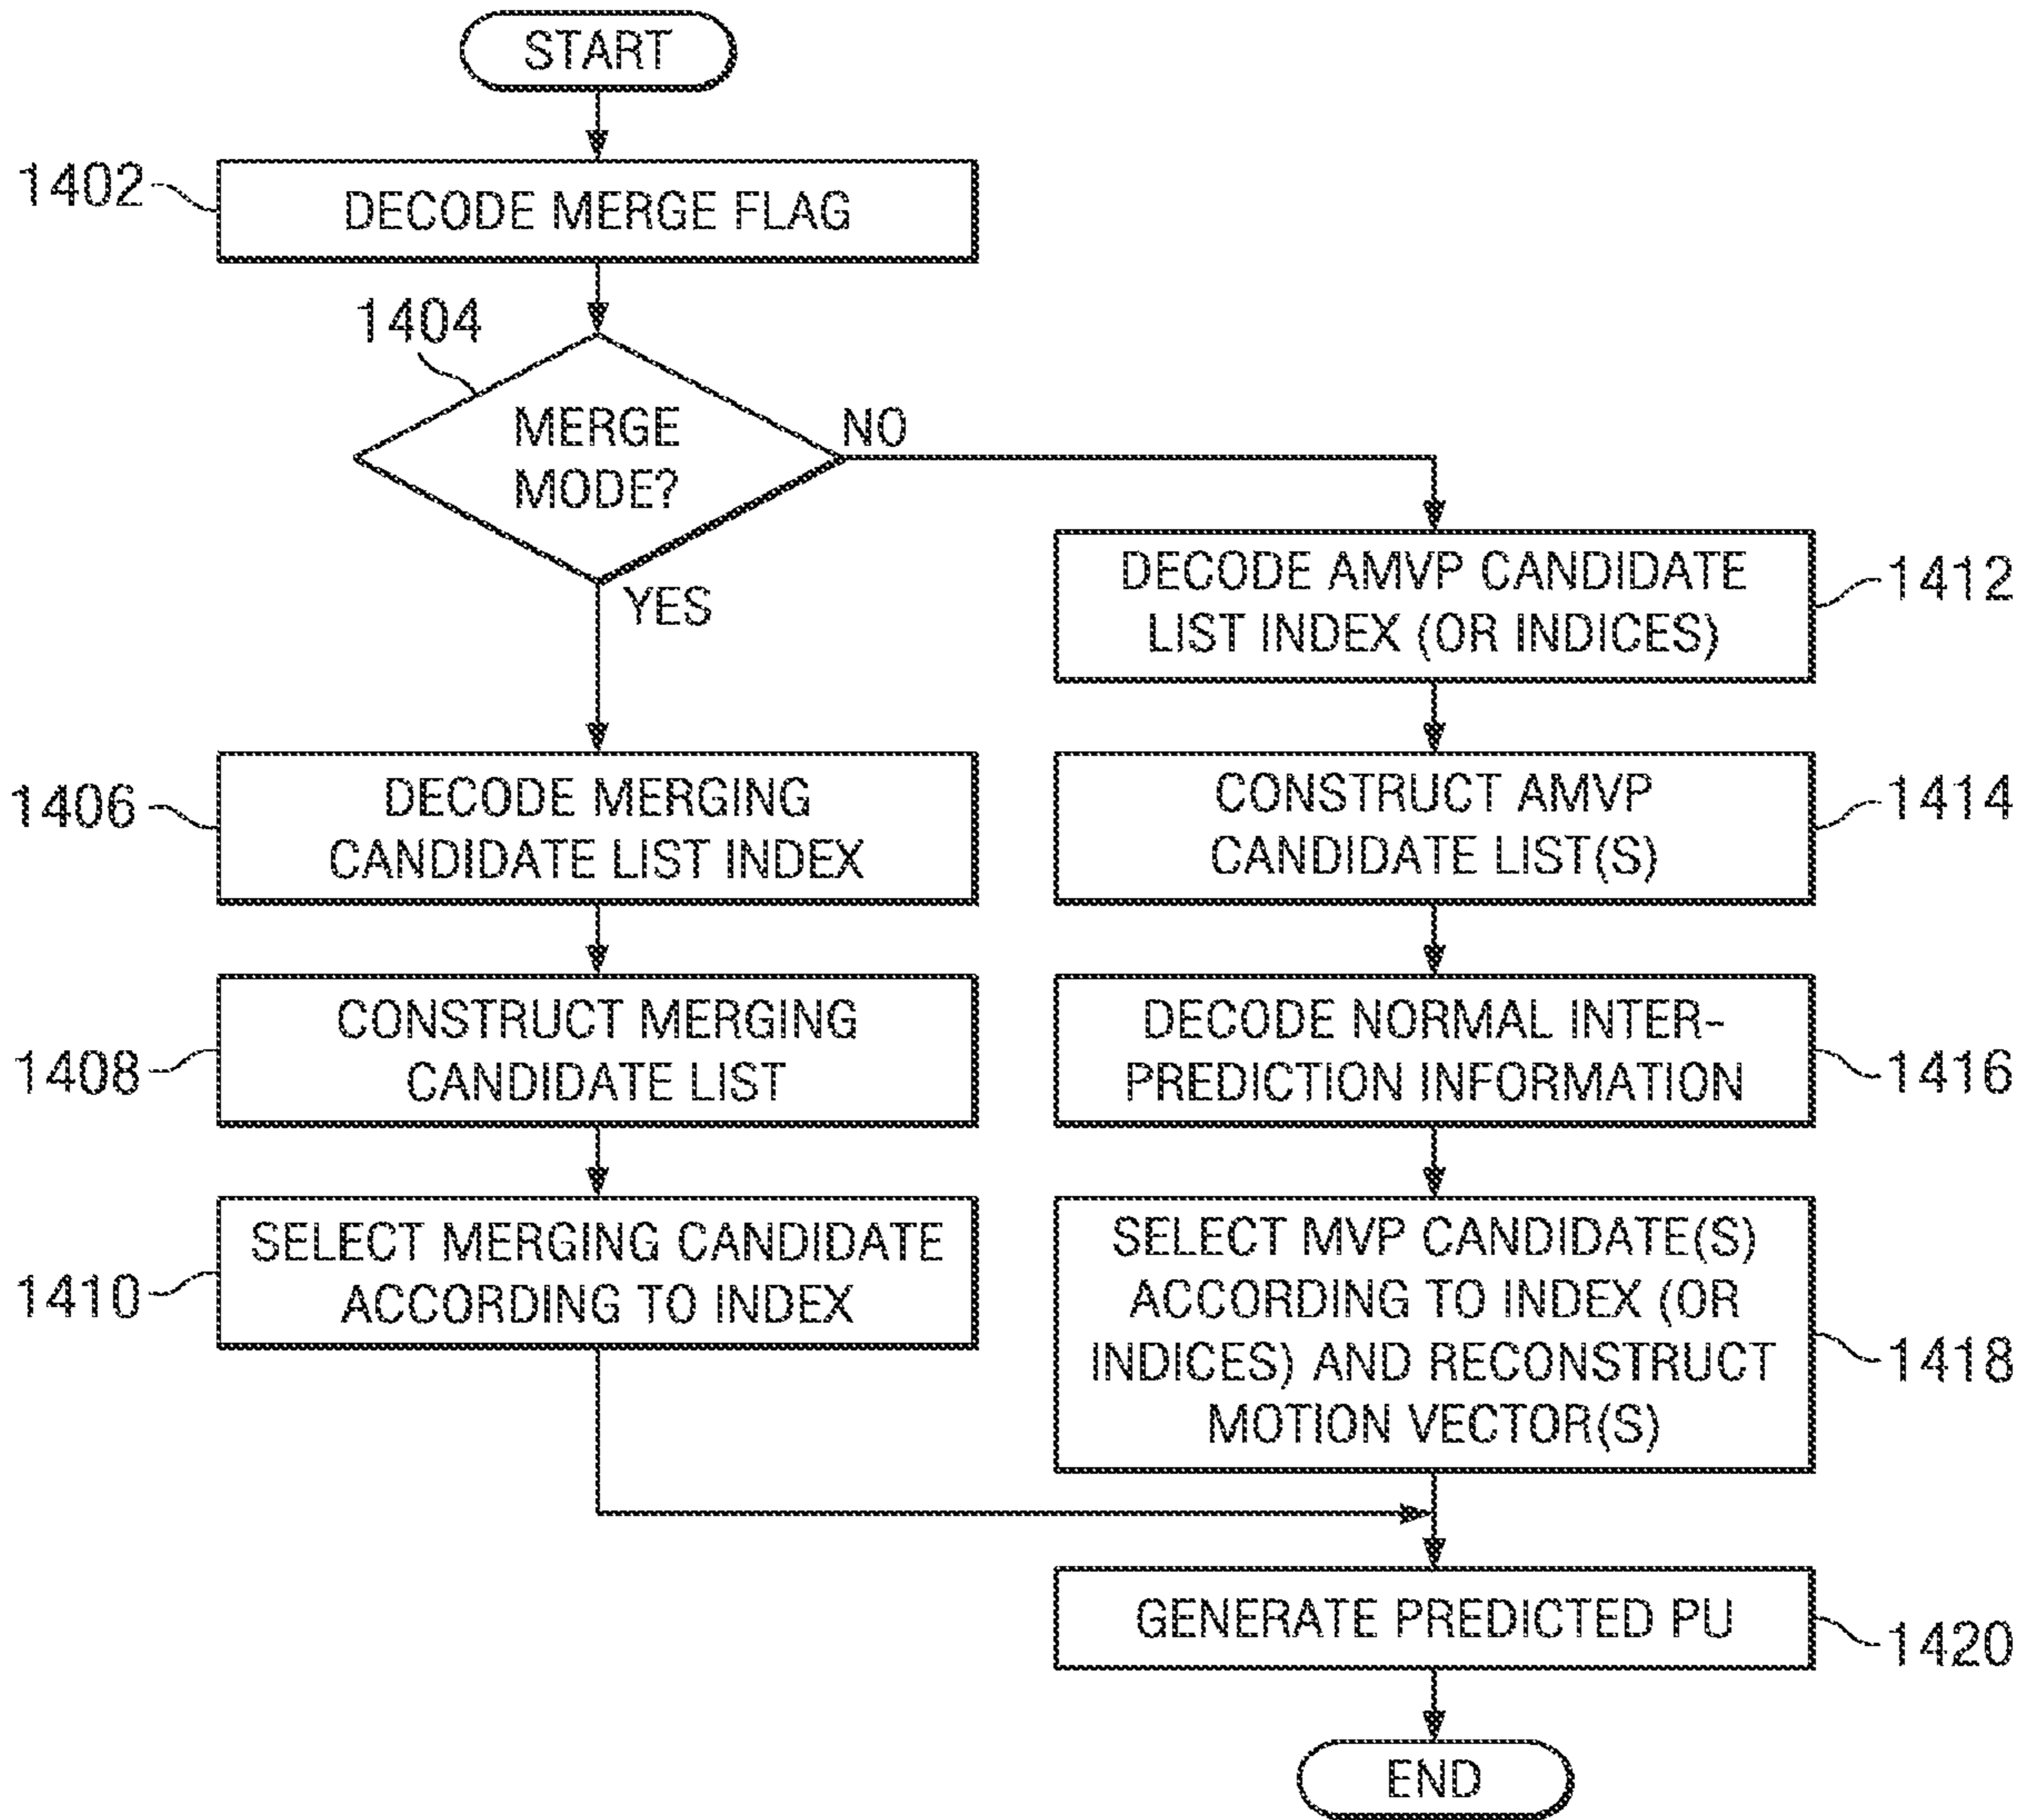 START
1402
DECODE MERGE FLAG
1404
MERGE
MODE?
NO
YES
1406
DECODE MERGING
CANDIDATE LIST INDEX
1408
CONSTRUCT MERGING
CANDIDATE LIST
1410
SELECT MERGING CANDIDATE
ACCORDING TO INDEX
DECODE AMVP CANDIDATE
LIST INDEX (OR INDICES)
1412
CONSTRUCT AMVP
CANDIDATE LIST(S)
1414
DECODE NORMAL INTER-
PREDICTION INFORMATION
1416
SELECT MVP CANDIDATE(S)
ACCORDING TO INDEX (OR
INDICES) AND RECONSTRUCT
MOTION VECTOR(S)
1418
GENERATE PREDICTED PU
1420
END